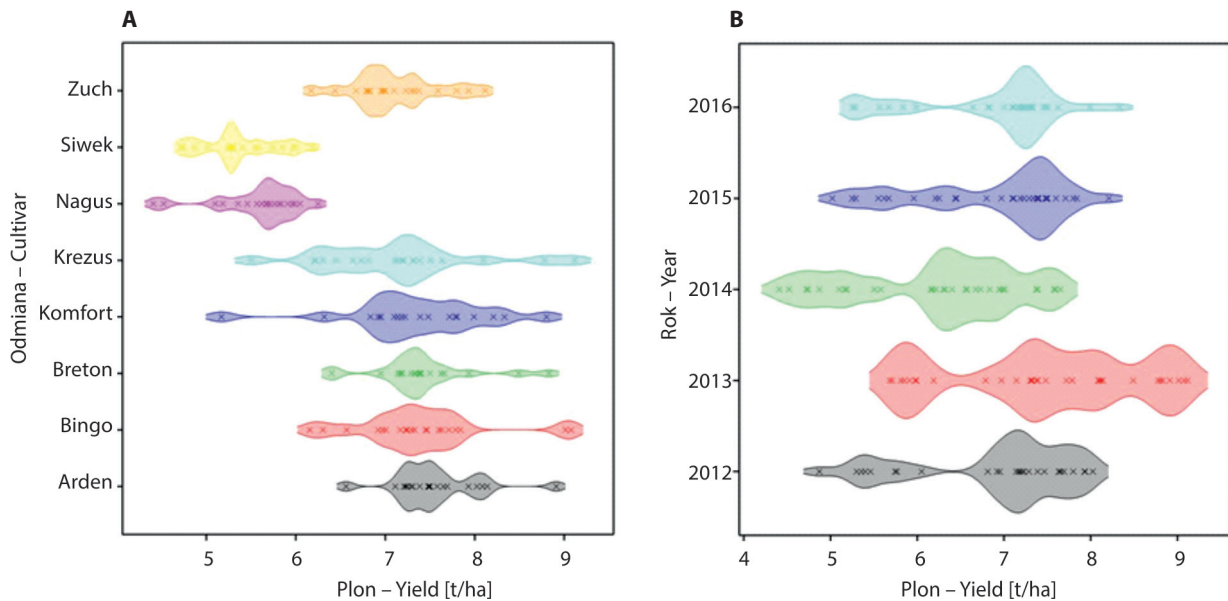 A
Odmiana – Cultivar
Zuch
Siwek
Nagus
Krezus
Komfort
Breton
Bingo
Arden
5 6 7 8 9
Plon – Yield [t/ha]
B
Rok – Year
2016
2015
2014
2013
2012
4 5 6 7 8 9
Plon – Yield [t/ha]